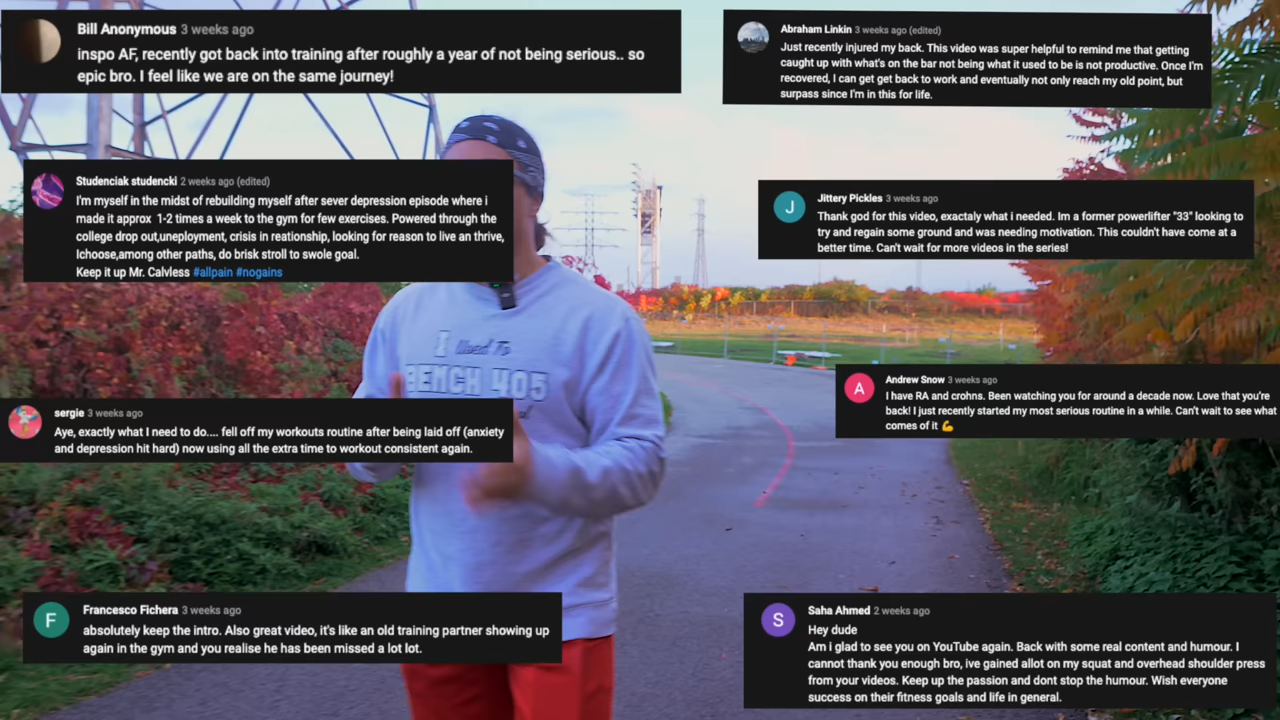 Bill Anonymous 3 weeks ago
inspo AF, recently got back into training after roughly a year of not being serious.. so
epic bro. I feel like we are on the same journey!
Abraham Linkin 3 weeks ago (edited)
Just recently injured my back. This video was super helpful to remind me that getting
caught up with what's on the bar not being what it used to be is not productive. Once I'm
recovered, I can get get back to work and eventually not only reach my old point, but
surpass since I'm in this for life.
Studenciak studencki 2 weeks ago (edited)
I'm myself in the midst of rebuilding myself after sever depression episode where i
made it approx 1-2 times a week to the gym for few exercises. Powered through the
college drop out,uneployment, crisis in reationship, looking for reason to live an thrive,
Ichoose,among other paths, do brisk stroll to swole goal.
Keep it up Mr. Calvless #allpain #nogains
J
Jittery Pickles 3 weeks ago
Thank god for this video, exactaly what i needed. Im a former powerlifter "33" looking to
try and regain some ground and was needing motivation. This couldn't have come at a
better time. Can't wait for more videos in the series!
I Used To
BENCH 405
A
Andrew Snow 3 weeks ago
I have RA and crohns. Been watching you for around a decade now. Love that you're
back! I just recently started my most serious routine in a while. Can't wait to see what
comes of it 💪
sergie 3 weeks ago
Aye, exactly what I need to do.... fell off my workouts routine after being laid off (anxiety
and depression hit hard) now using all the extra time to workout consistent again.
F
Francesco Fichera 3 weeks ago
absolutely keep the intro. Also great video, it's like an old training partner showing up
again in the gym and you realise he has been missed a lot lot.
S
Saha Ahmed 2 weeks ago
Hey dude
Am i glad to see you on YouTube again. Back with some real content and humour. I
cannot thank you enough bro, ive gained allot on my squat and overhead shoulder press
from your videos. Keep up the passion and dont stop the humour. Wish everyone
success on their fitness goals and life in general.